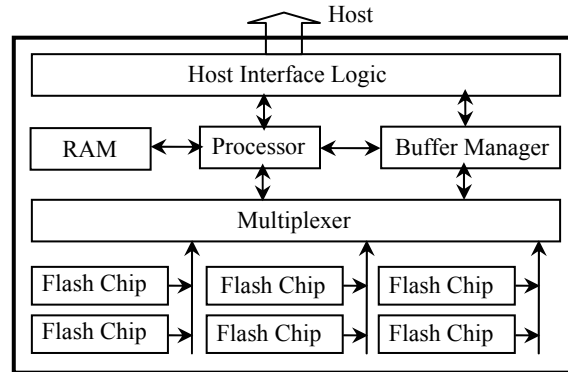 Host
Host Interface Logic
RAM
Processor
Buffer Manager
Multiplexer
Flash Chip
Flash Chip
Flash Chip
Flash Chip
Flash Chip
Flash Chip